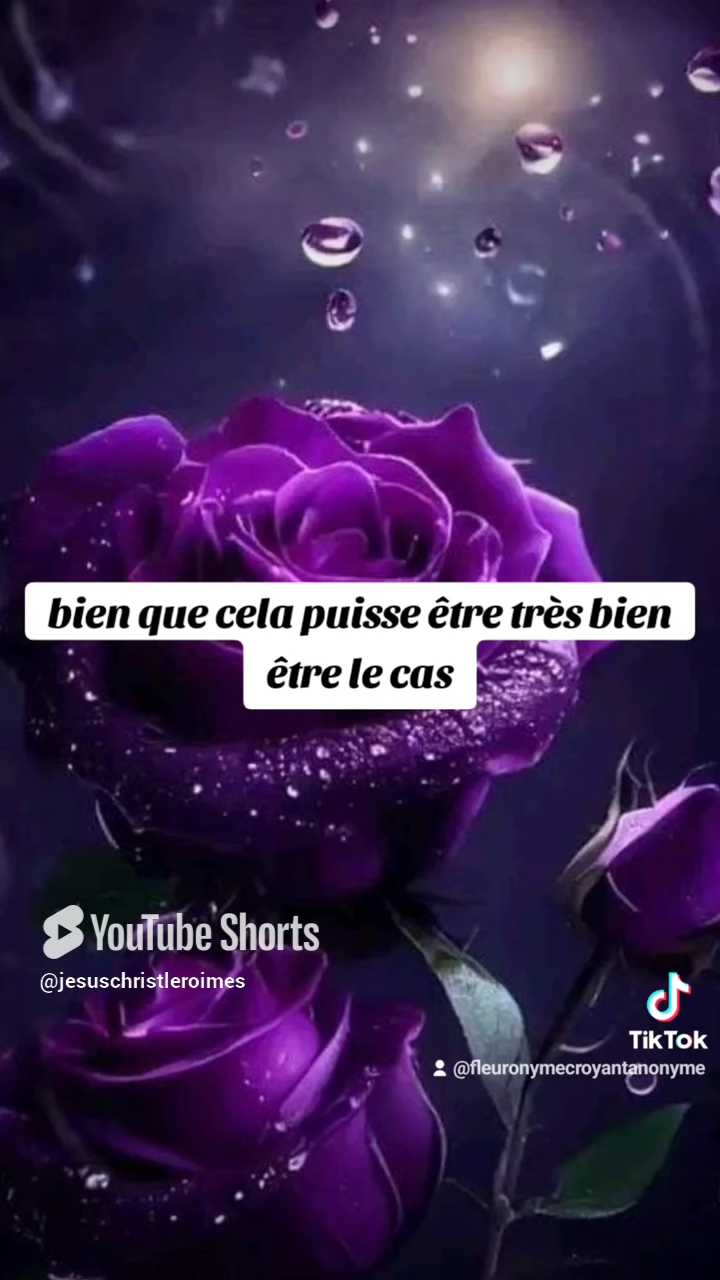 bien que cela puisse être très bien
être le cas
YouTube Shorts
@jesuschristleroimes
TikTok
@fleuronymecroyantanonyme